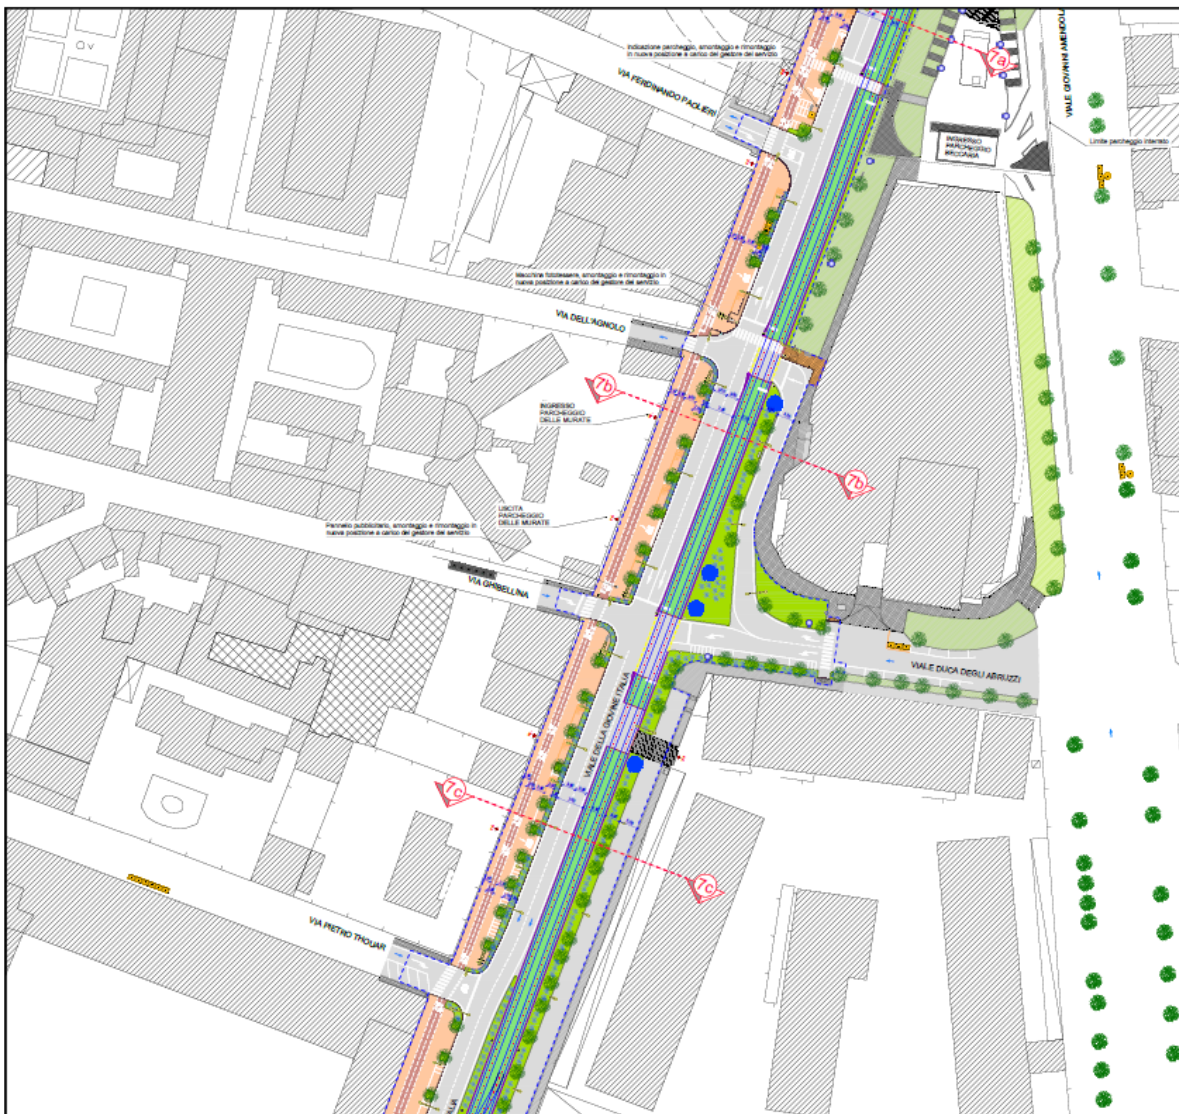 Indicazione parcheggio, smontaggio e rimontaggio
in nuova posizione a carico del gestore del servizio
7a
VIALE GIOVANNI AMENDOLA
VIA FERDINANDO PAOLIERI
INGRESSO
PARCHEGGIO
BECCARIA
Limite parcheggio interrato
Macchina fototessere, smontaggio e rimontaggio in
nuova posizione a carico del gestore del servizio
VIA DELL'AGNOLO
7b
INGRESSO
PARCHEGGIO
DELLE MURATE
7b
USCITA
PARCHEGGIO
DELLE MURATE
Pannello pubblicitario, smontaggio e rimontaggio in
nuova posizione a carico del gestore del servizio
VIA GHIBELLINA
VIALE DUCA DEGLI ABRUZZI
VIALE DELLA GIOVINE ITALIA
7c
7c
VIA PIETRO THOUAR